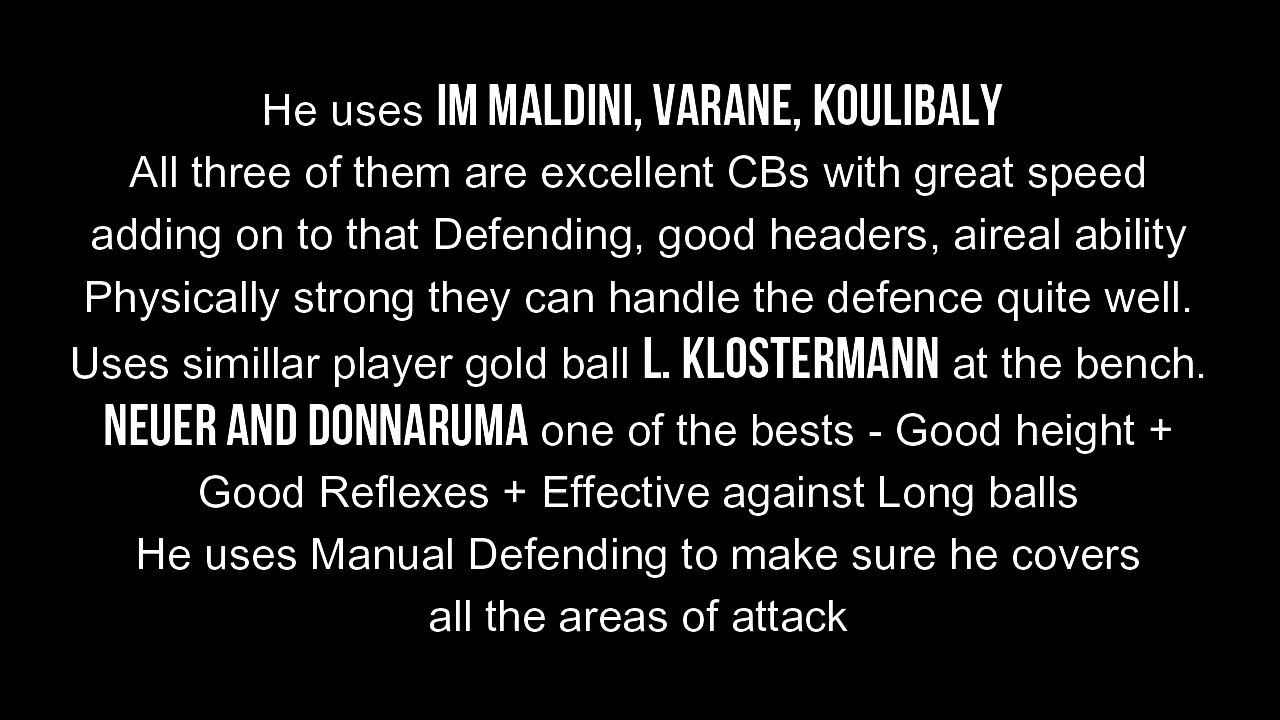 He uses IM MALDINI, VARANE, KOULIBALY
All three of them are excellent CBs with great speed
adding on to that Defending, good headers, aireal ability
Physically strong they can handle the defence quite well.
Uses simillar player gold ball L. KLOSTERMANN at the bench.
NEUER AND DONNARUMA one of the bests - Good height +
Good Reflexes + Effective against Long balls
He uses Manual Defending to make sure he covers
all the areas of attack